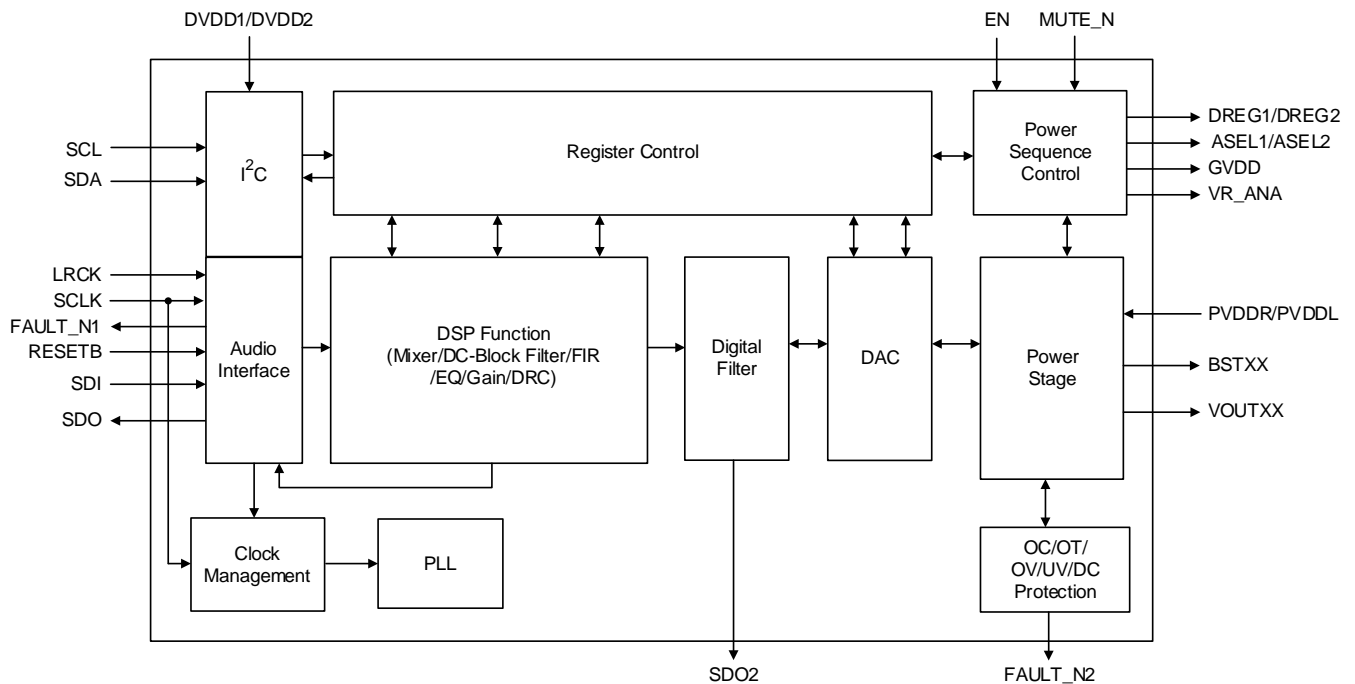 DVDD1/DVDD2
EN
MUTE_N
SCL
SDA
I²C
Register Control
Power
Sequence
Control
DREG1/DREG2
ASEL1/ASEL2
GVDD
VR_ANA
LRCK
SCLK
FAULT_N1
RESETB
SDI
SDO
Audio
Interface
DSP Function
(Mixer/DC-Block Filter/FIR
/EQ/Gain/DRC)
Digital
Filter
DAC
Power
Stage
PVDDR/PVDDL
BSTXX
VOUTXX
Clock
Management
PLL
OC/OT/
OV/UV/DC
Protection
SDO2
FAULT_N2